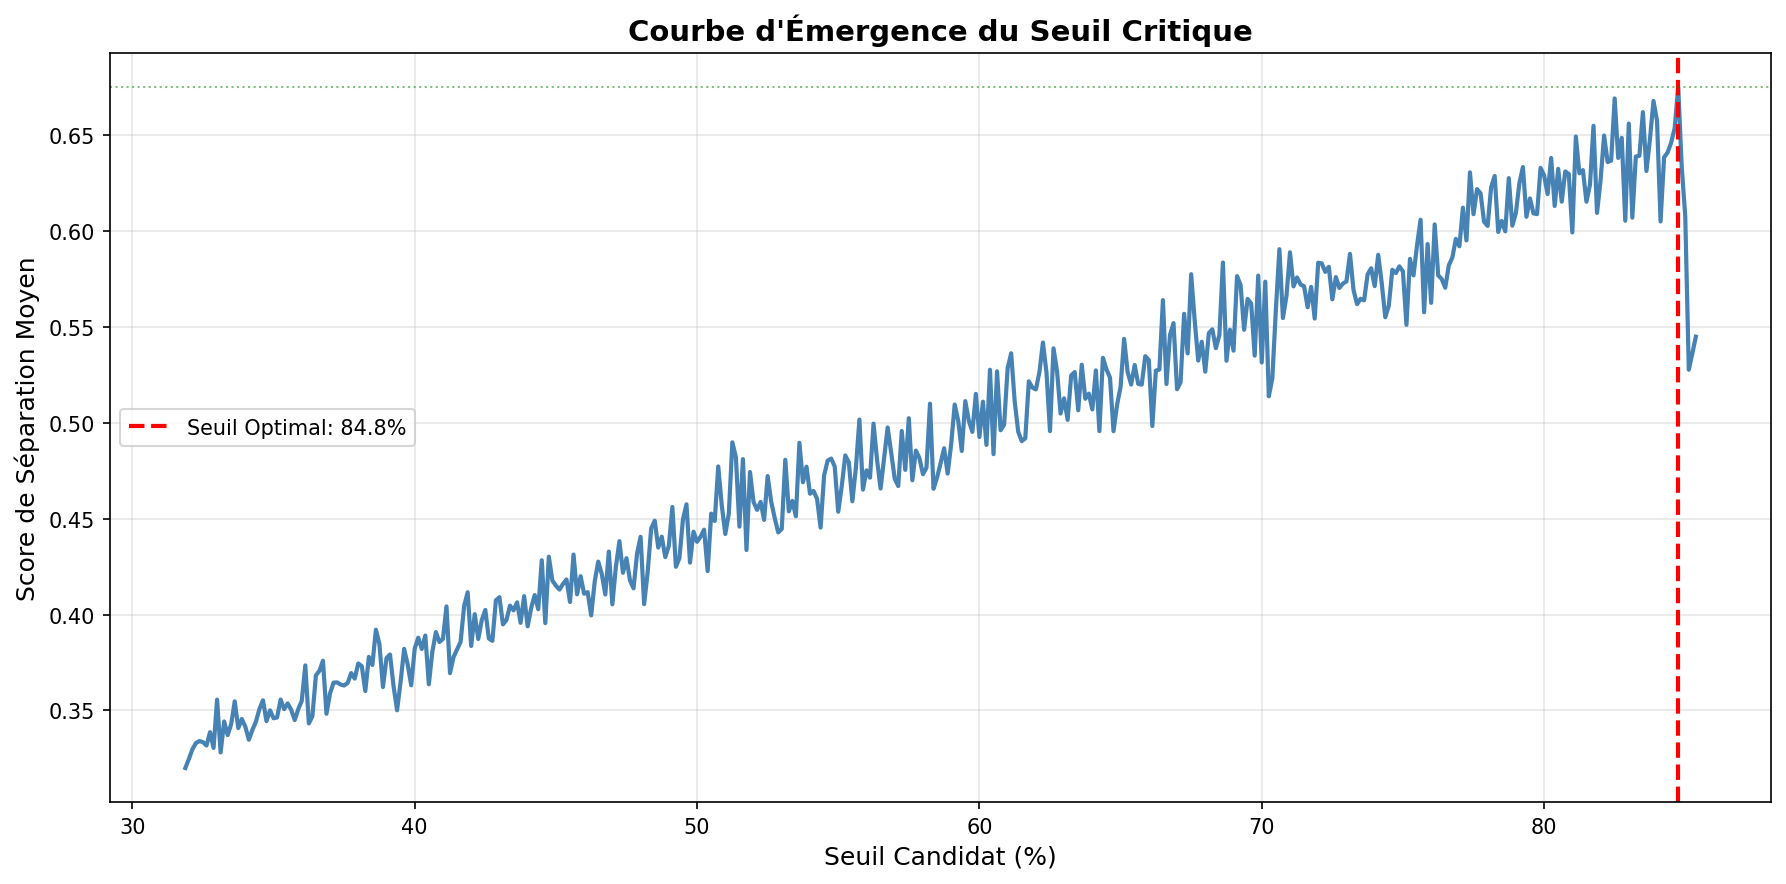 Courbe d'Émergence du Seuil Critique
Score de Séparation Moyen
0.65
0.60
0.55
0.50
0.45
0.40
0.35
Seuil Optimal: 84.8%
30 40 50 60 70 80
Seuil Candidat (%)